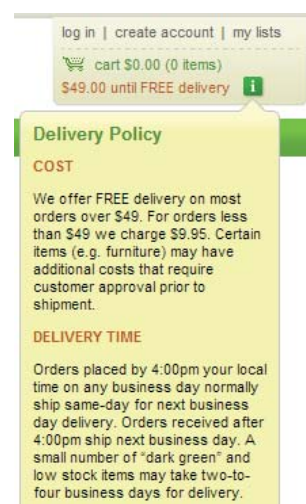 log in | create account | my lists
cart $0.00 (0 items)
$49.00 until FREE delivery i
Delivery Policy
COST
We offer FREE delivery on most
orders over $49. For orders less
than $49 we charge $9.95. Certain
items (e.g. furniture) may have
additional costs that require
customer approval prior to
shipment.
DELIVERY TIME
Orders placed by 4:00pm your local
time on any business day normally
ship same-day for next business
day delivery. Orders received after
4:00pm ship next business day. A
small number of "dark green" and
low stock items may take two-to-
four business days for delivery.